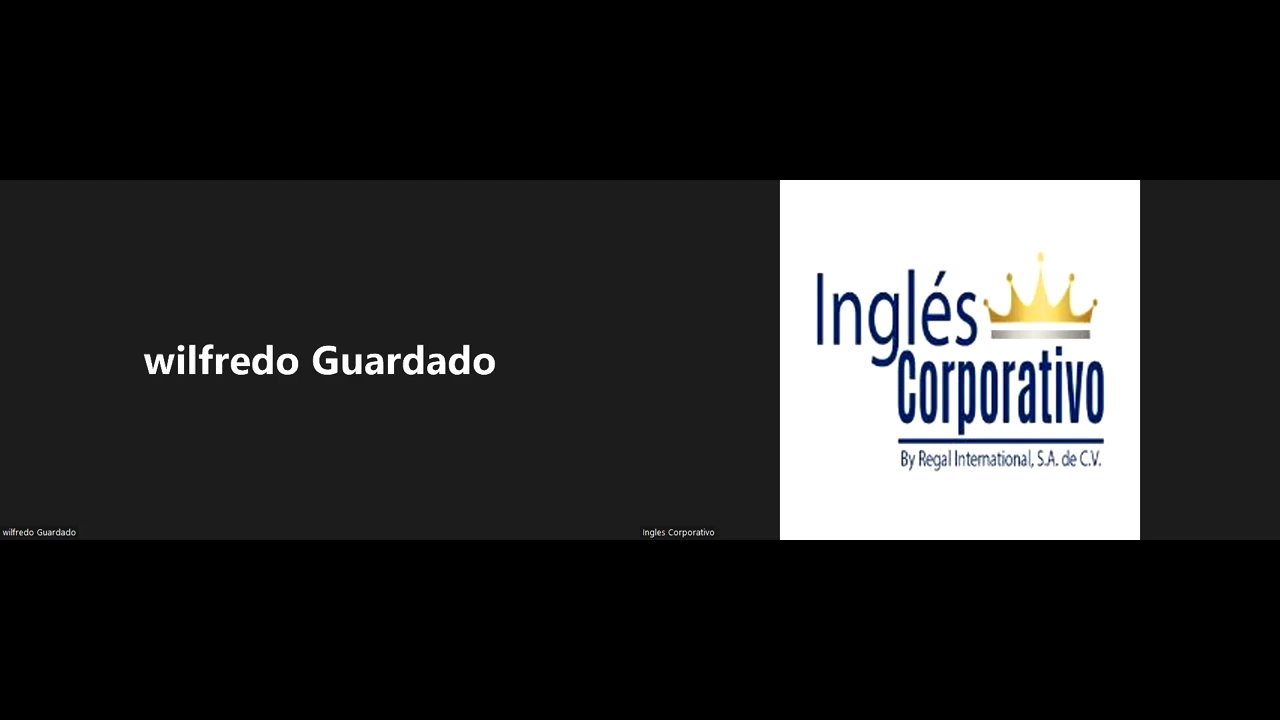 wilfredo Guardado
Inglés
Corporativo
By Regal International, S.A. de C.V.
wilfredo Guardado
Ingles Corporativo